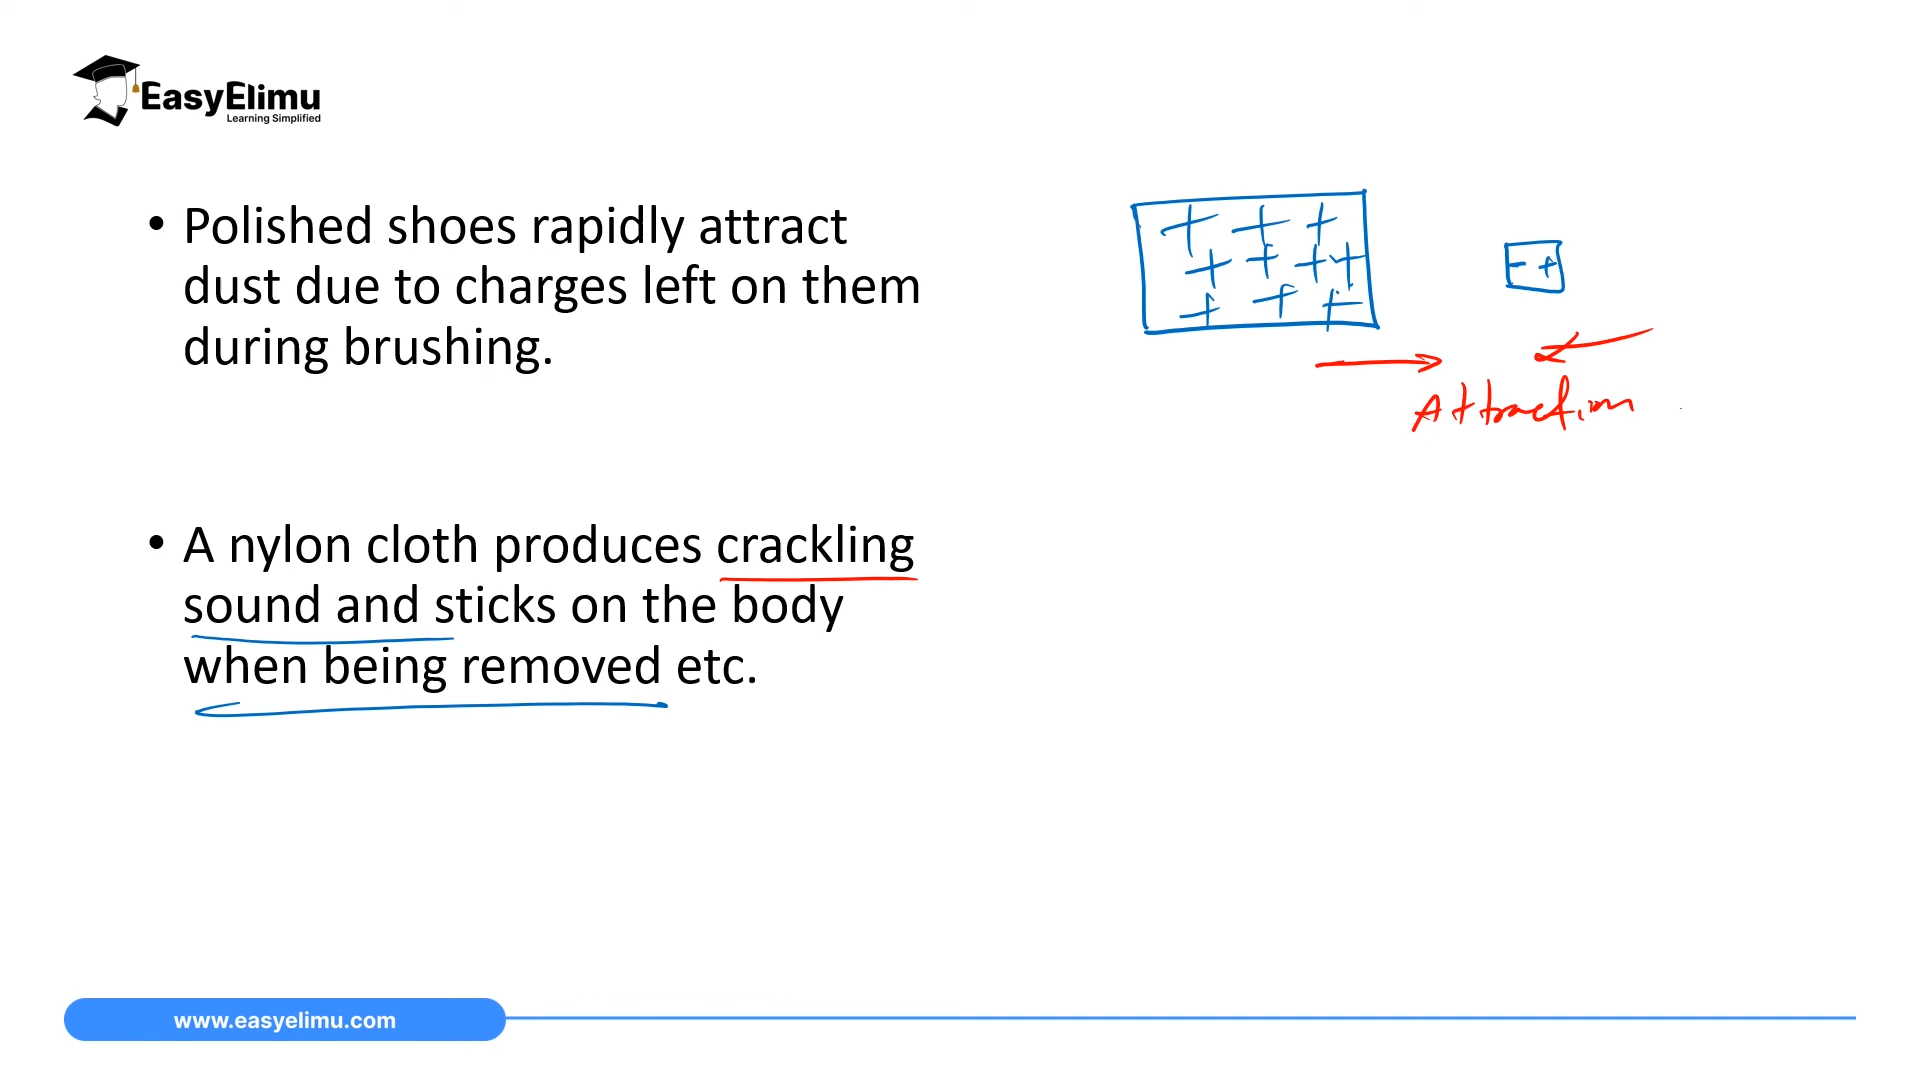 EasyElimu
Learning Simplified
• Polished shoes rapidly attract
dust due to charges left on them
during brushing.
+ + +
+ + + +
+ + +
- +
Attraction
• A nylon cloth produces crackling
sound and sticks on the body
when being removed etc.
www.easyelimu.com